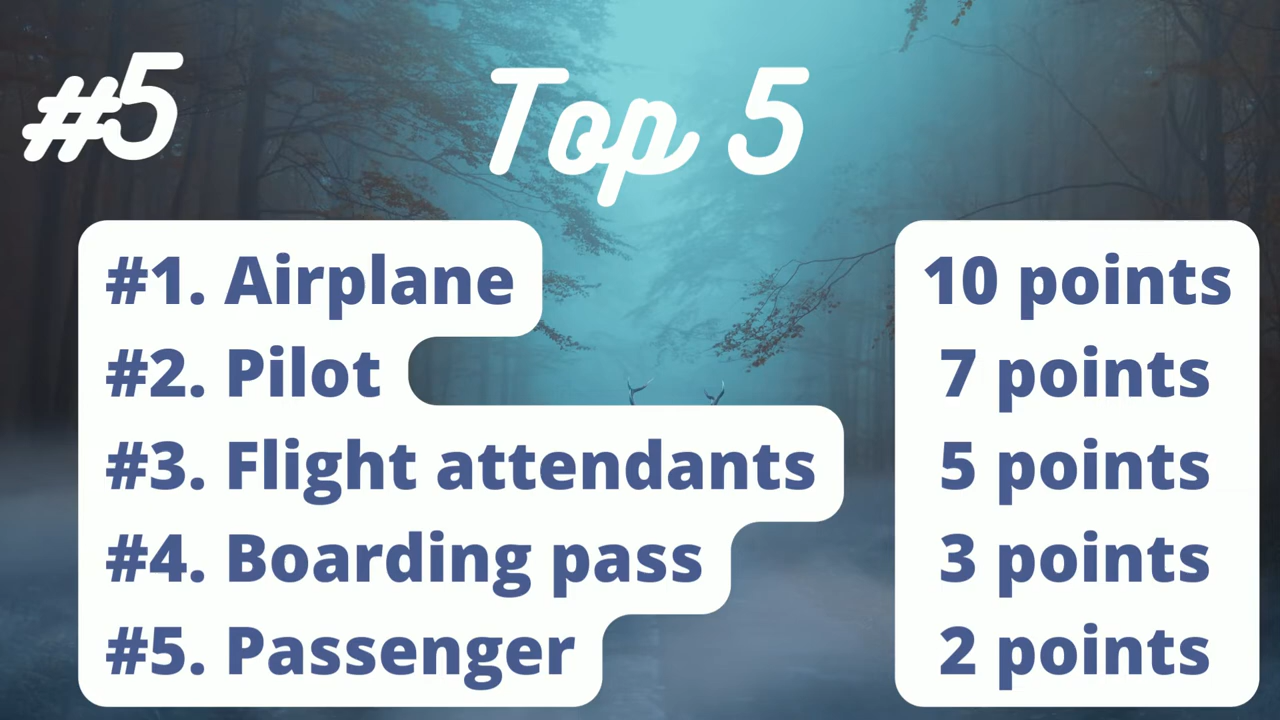 #5
Top 5
#1. Airplane
10 points
#2. Pilot
7 points
#3. Flight attendants
5 points
#4. Boarding pass
3 points
#5. Passenger
2 points